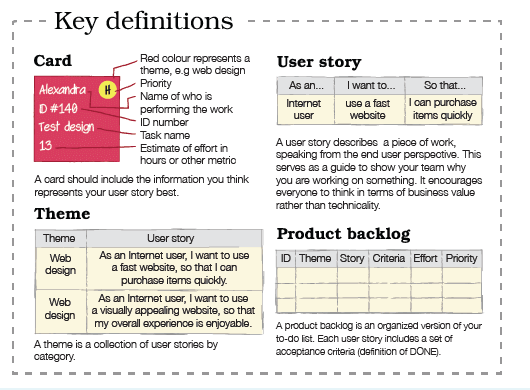 Key definitions
Card
Alexandra H
ID #140
Test design
13
Red colour represents a
theme, e.g web design
Priority
Name of who is
performing the work
ID number
Task name
Estimate of effort in
hours or other metric
A card should include the information you think
represents your user story best.
Theme
Theme User story
Web
design
As an Internet user, I want to use
a fast website, so that I can
purchase items quickly.
Web
design
As an Internet user, I want to use
a visually appealing website, so that
my overall experience is enjoyable.
A theme is a collection of user stories by
category.
User story
As an... I want to... So that...
Internet
user
use a fast
website
I can purchase
items quickly
A user story describes a piece of work,
speaking from the end user perspective. This
serves as a guide to show your team why
you are working on something. It encourages
everyone to think in terms of business value
rather than technicality.
Product backlog
ID Theme Story Criteria Effort Priority
A product backlog is an organized version of your
to-do list. Each user story includes a set of
acceptance criteria (definition of DONE).